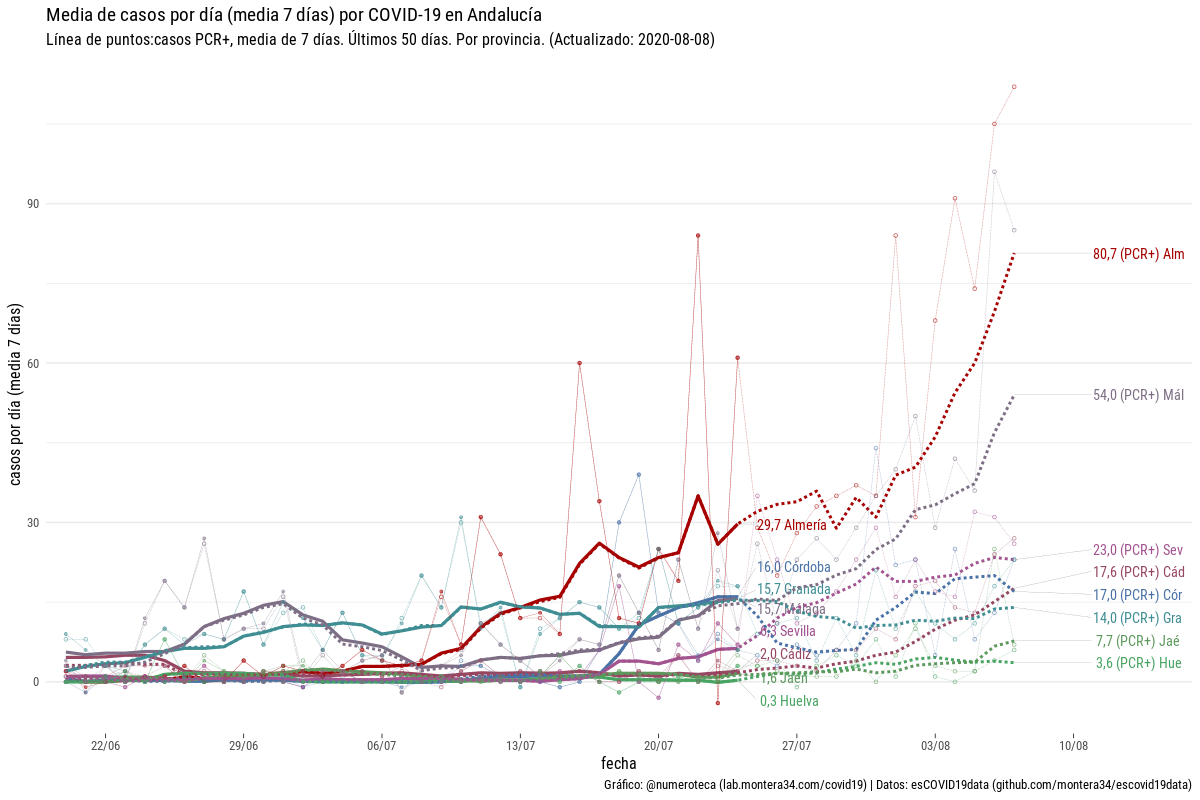 Media de casos por día (media 7 días) por COVID-19 en Andalucía
Línea de puntos:casos PCR+, media de 7 días. Últimos 50 días. Por provincia. (Actualizado: 2020-08-08)
casos por día (media 7 días)
90
60
30
0
80,7 (PCR+) Alm
54,0 (PCR+) Mál
23,0 (PCR+) Sev
17,6 (PCR+) Cád
17,0 (PCR+) Cór
14,0 (PCR+) Gra
7,7 (PCR+) Jaé
3,6 (PCR+) Hue
29,7 Almería
16,0 Córdoba
15,7 Granada
15,7 Málaga
6,3 Sevilla
2,0 Cádiz
1,6 Jaén
0,3 Huelva
22/06
29/06
06/07
13/07
20/07
27/07
03/08
10/08
fecha
Gráfico: @numeroteca (lab.montera34.com/covid19) | Datos: esCOVID19data (github.com/montera34/escovid19data)